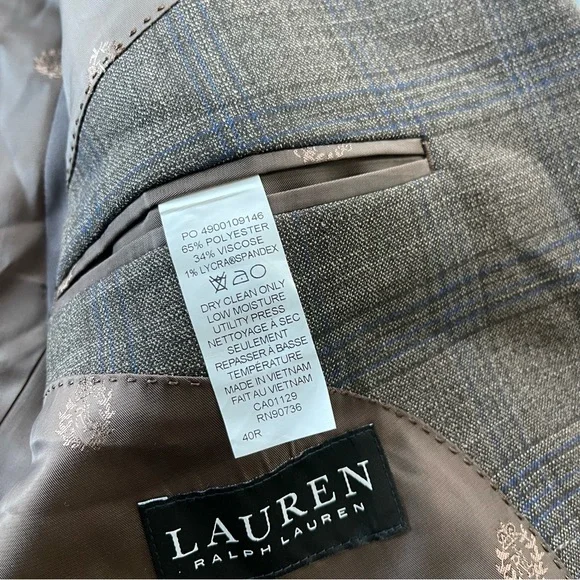 PO 4900109146
65% POLYESTER
34% VISCOSE
1% LYCRA®SPANDEX
DRY CLEAN ONLY
LOW MOISTURE
UTILITY PRESS
NETTOYAGE A SEC
SEULEMENT
REPASSER À BASSE
TEMPERATURE
MADE IN VIETNAM
FAIT AU VIETNAM
CA01129
RN90736
40R
LAUREN
RALPH LAUREN